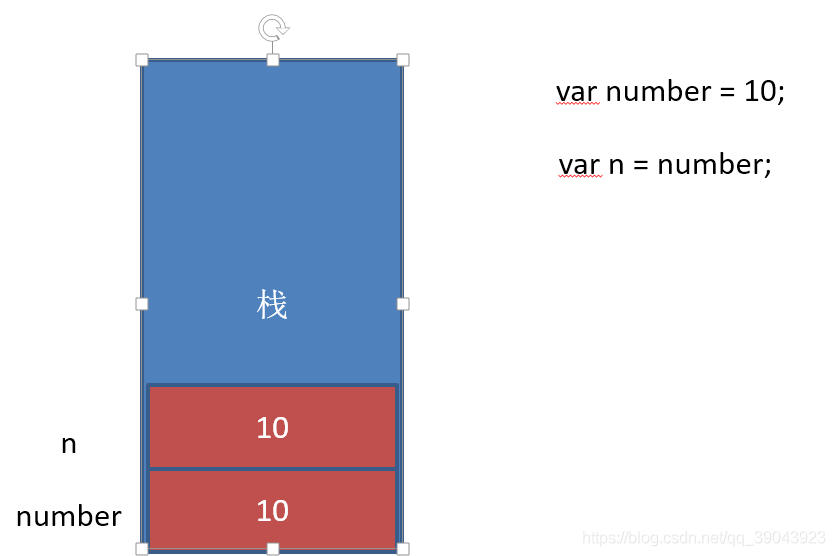 var number = 10;
var n = number;
栈
10
n
10
number
https://blog.csdn.net/qq_39043923